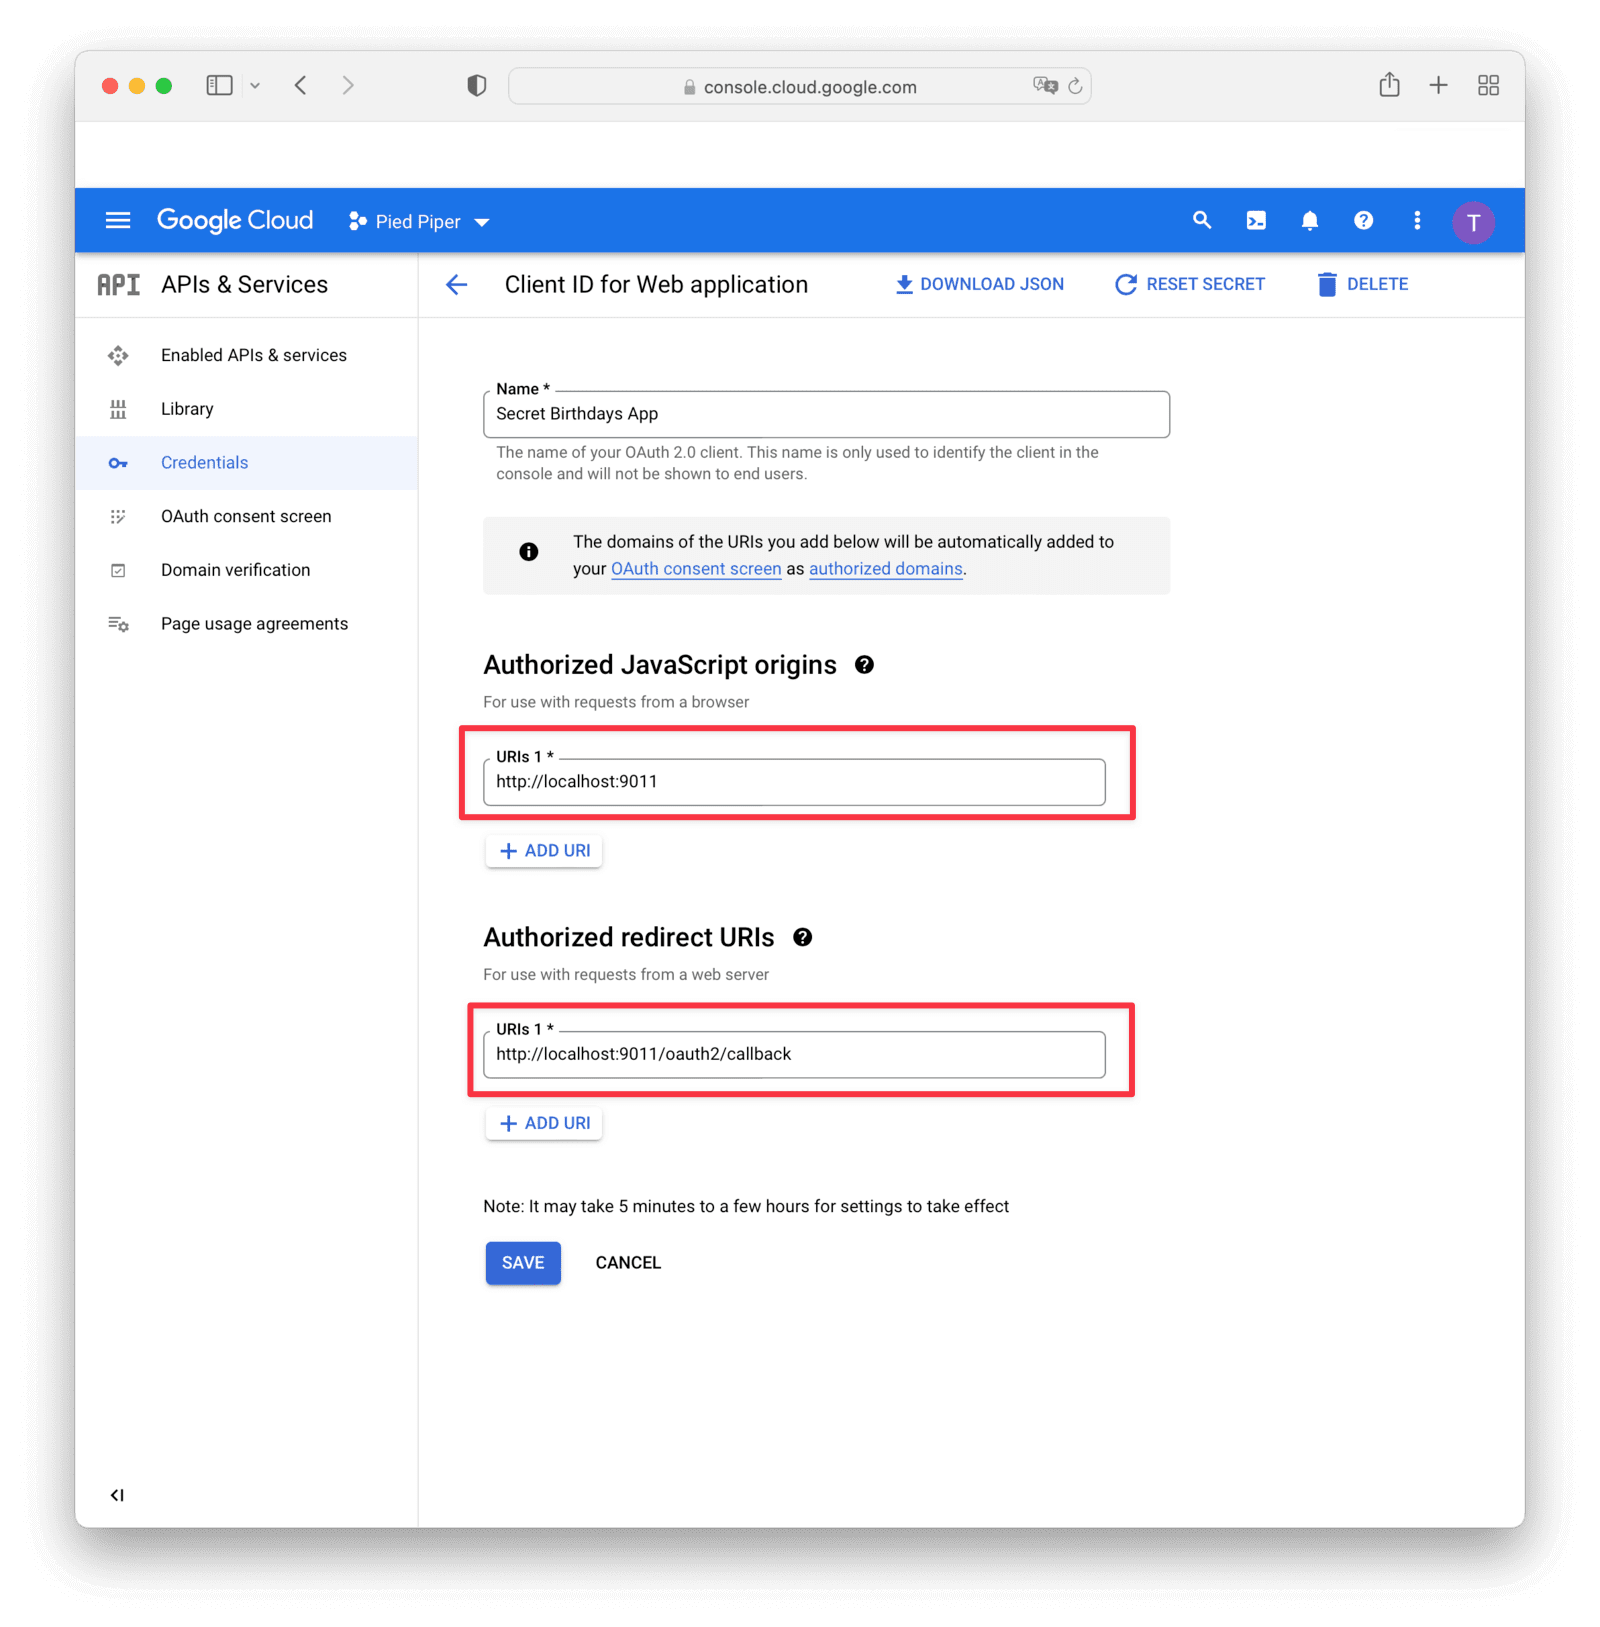 console.cloud.google.com
Google Cloud
Pied Piper
T
API
APIs & Services
Client ID for Web application
DOWNLOAD JSON
RESET SECRET
DELETE
Enabled APIs & services
Library
Credentials
OAuth consent screen
Domain verification
Page usage agreements
Name *
Secret Birthdays App
The name of your OAuth 2.0 client. This name is only used to identify the client in the
console and will not be shown to end users.
The domains of the URIs you add below will be automatically added to
your OAuth consent screen as authorized domains.
Authorized JavaScript origins
For use with requests from a browser
URIs 1 *
http://localhost:9011
+ ADD URI
Authorized redirect URIs
For use with requests from a web server
URIs 1 *
http://localhost:9011/oauth2/callback
+ ADD URI
Note: It may take 5 minutes to a few hours for settings to take effect
SAVE
CANCEL